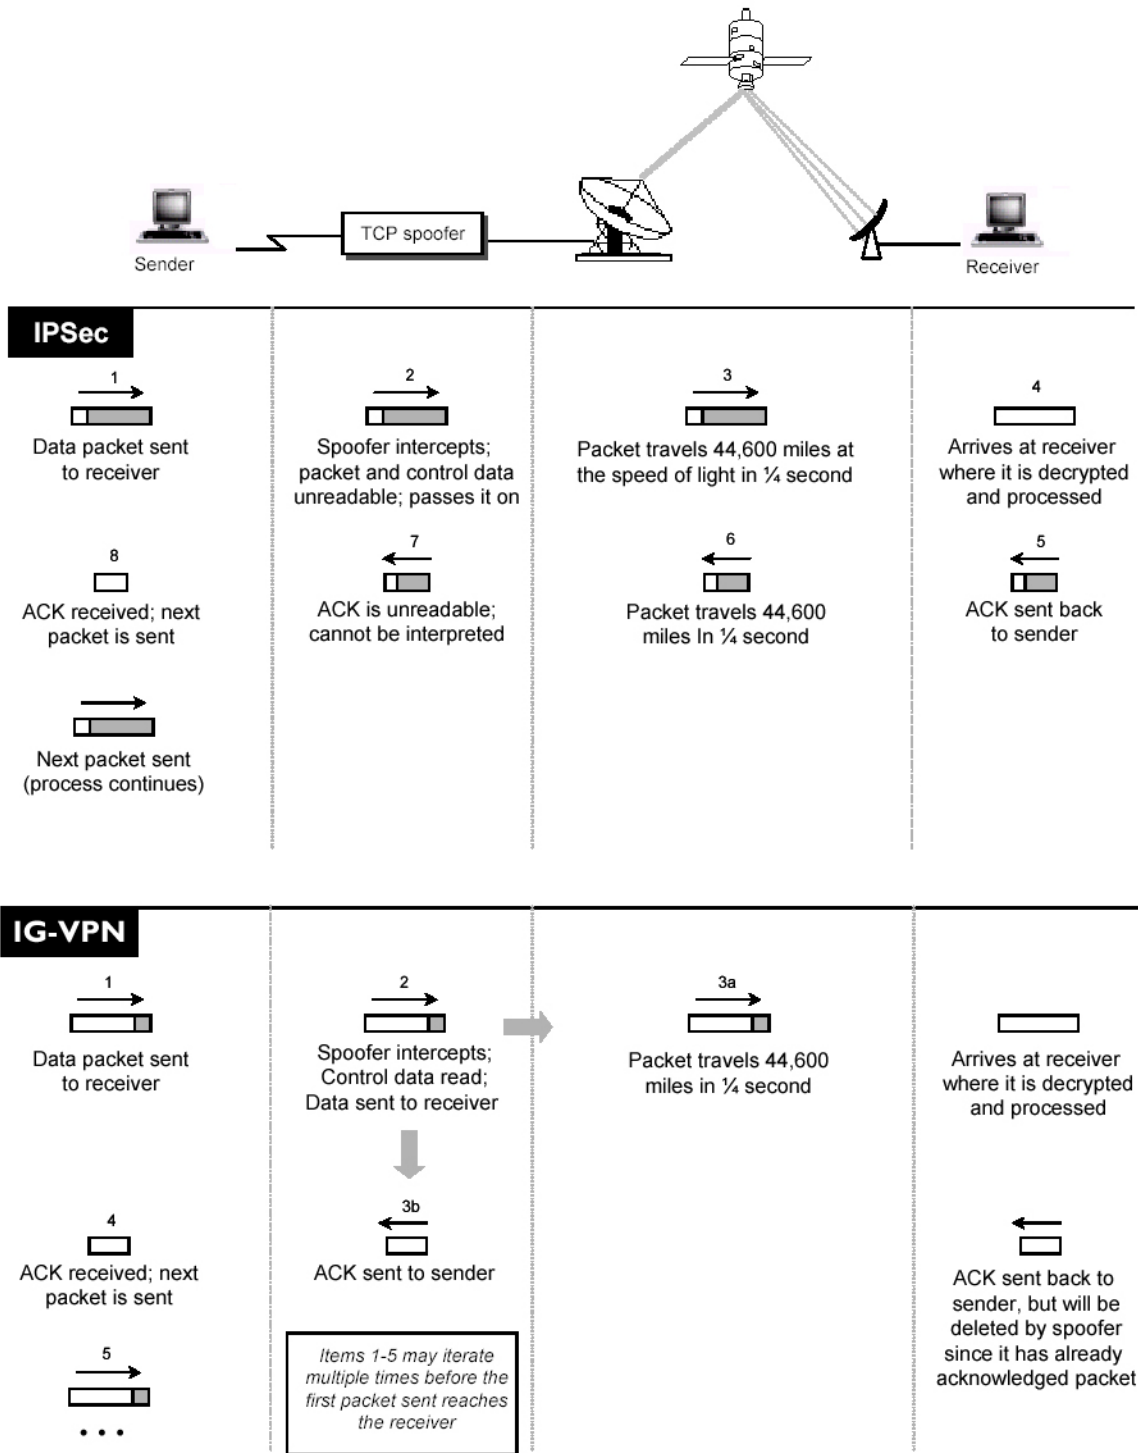 TCP spoofer
Sender
Receiver
IPSec
1
Data packet sent
to receiver
2
Spoofer intercepts;
packet and control data
unreadable; passes it on
3
Packet travels 44,600 miles at
the speed of light in ¼ second
4
Arrives at receiver
where it is decrypted
and processed
8
ACK received; next
packet is sent
7
ACK is unreadable;
cannot be interpreted
6
Packet travels 44,600
miles In ¼ second
5
ACK sent back
to sender
Next packet sent
(process continues)
IG-VPN
1
Data packet sent
to receiver
2
Spoofer intercepts;
Control data read;
Data sent to receiver
3a
Packet travels 44,600
miles in ¼ second
Arrives at receiver
where it is decrypted
and processed
4
ACK received; next
packet is sent
3b
ACK sent to sender
ACK sent back to
sender, but will be
deleted by spoofer
since it has already
acknowledged packet
5
• • •
Items 1-5 may iterate
multiple times before the
first packet sent reaches
the receiver